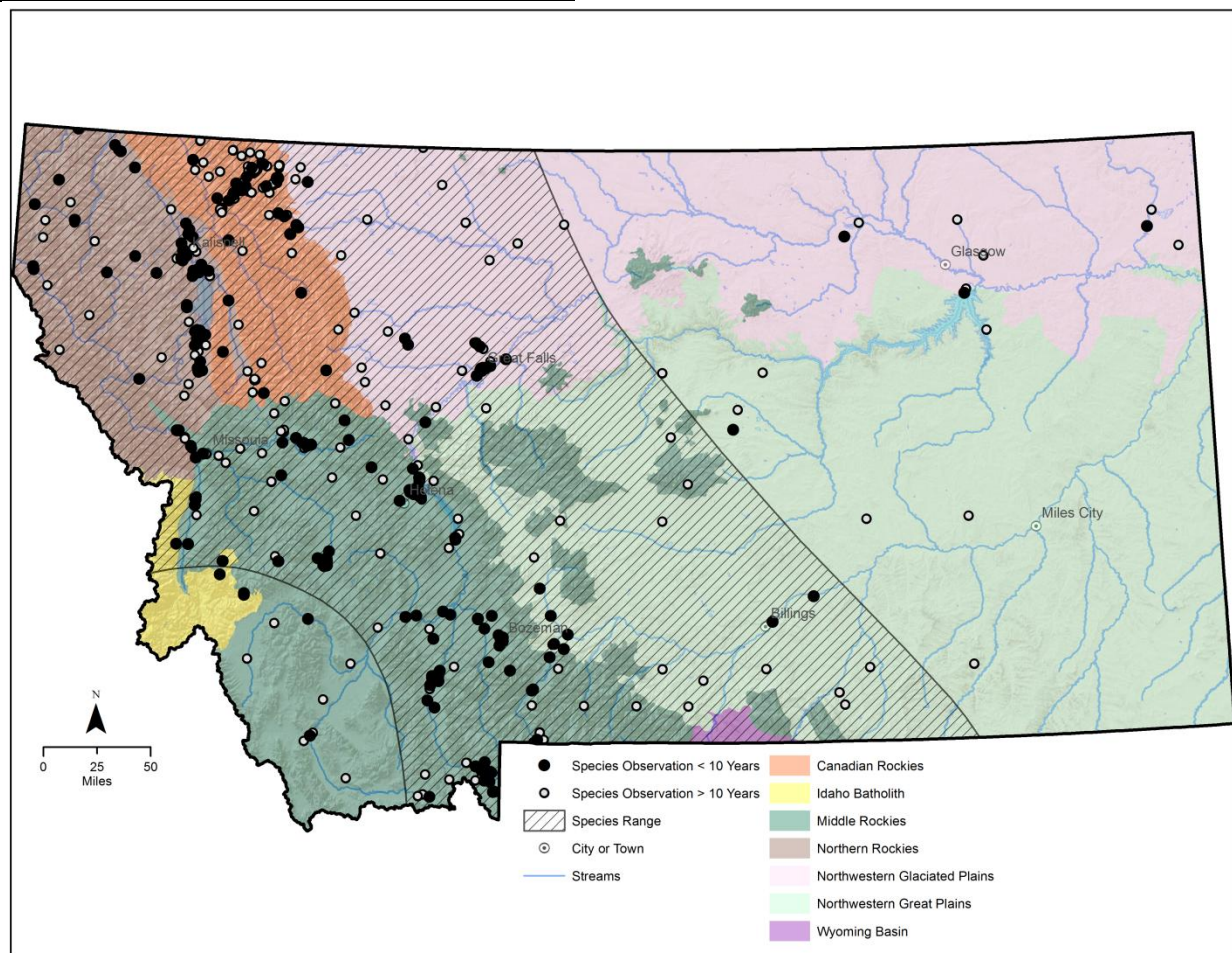 Kalispell
Glasgow
Great Falls
Missoula
Helena
Miles City
Billings
Bozeman
N
0 25 50
Miles
Species Observation < 10 Years
Species Observation > 10 Years
Species Range
City or Town
Streams
Canadian Rockies
Idaho Batholith
Middle Rockies
Northern Rockies
Northwestern Glaciated Plains
Northwestern Great Plains
Wyoming Basin